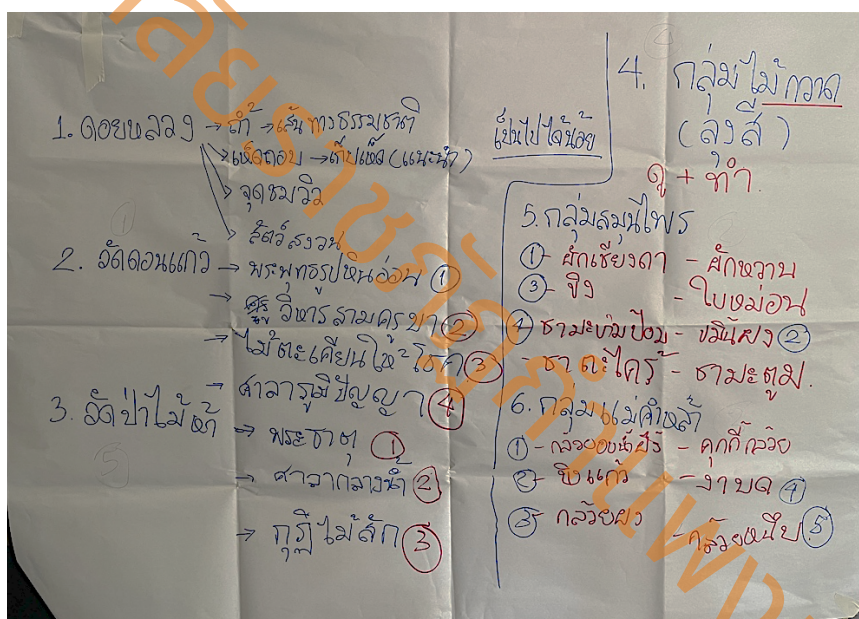 1. ดอยหลวง → ถ้ำ → เส้นทางธรรมชาติ
→ เห็ดถอบ → เก็บเห็ด (แนะนำ)
→ จุดชมวิว
→ สัตว์สงวน
2. วัดดอนแก้ว → พระพุทธรูปหินอ่อน ①
→ วิหารสามครูบา ②
→ ไม้ตะเคียนให้โชค ③
→ ศาลาภูมิปัญญา ④
3. วัดป่าไม้ห้า → พระธาตุ ①
→ ศาลากลางน้ำ ②
→ กุฏิไม้สัก ③
เป็นไปได้น้อย
4. กลุ่มไม้กวาด
(ลุงสี)
ดู + ทำ
5. กลุ่มสมุนไพร
① - ผักเชียงดา - ผักหวาน
③ - ขิง - ใบหม่อน
④ ชามะขามป้อม - ขมิ้นผง ②
- ชาตะไคร้ - ชามะตูม
6. กลุ่มแม่คำหล้า
① - กล้วยอบน้ำผึ้ง - คุกกี้กล้วย
② - ขิงแก้ว - งาบด ④
③ - กล้วยผง - กล้วยหนึบ ⑤